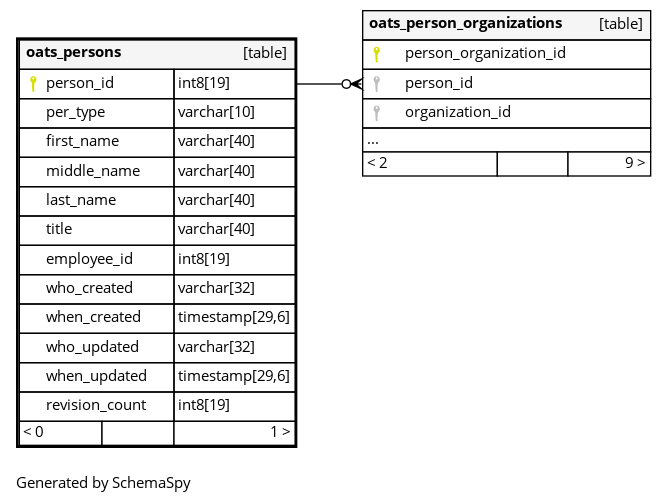 oats_persons [table]
person_id int8[19]
per_type varchar[10]
first_name varchar[40]
middle_name varchar[40]
last_name varchar[40]
title varchar[40]
employee_id int8[19]
who_created varchar[32]
when_created timestamp[29,6]
who_updated varchar[32]
when_updated timestamp[29,6]
revision_count int8[19]
< 0 1 >
oats_person_organizations [table]
person_organization_id
person_id
organization_id
...
< 2 9 >
Generated by SchemaSpy